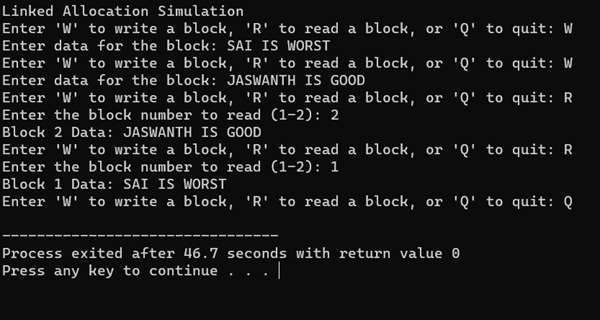 Linked Allocation Simulation
Enter 'W' to write a block, 'R' to read a block, or 'Q' to quit: W
Enter data for the block: SAI IS WORST
Enter 'W' to write a block, 'R' to read a block, or 'Q' to quit: W
Enter data for the block: JASWANTH IS GOOD
Enter 'W' to write a block, 'R' to read a block, or 'Q' to quit: R
Enter the block number to read (1-2): 2
Block 2 Data: JASWANTH IS GOOD
Enter 'W' to write a block, 'R' to read a block, or 'Q' to quit: R
Enter the block number to read (1-2): 1
Block 1 Data: SAI IS WORST
Enter 'W' to write a block, 'R' to read a block, or 'Q' to quit: Q
--------------------------------
Process exited after 46.7 seconds with return value 0
Press any key to continue . . .